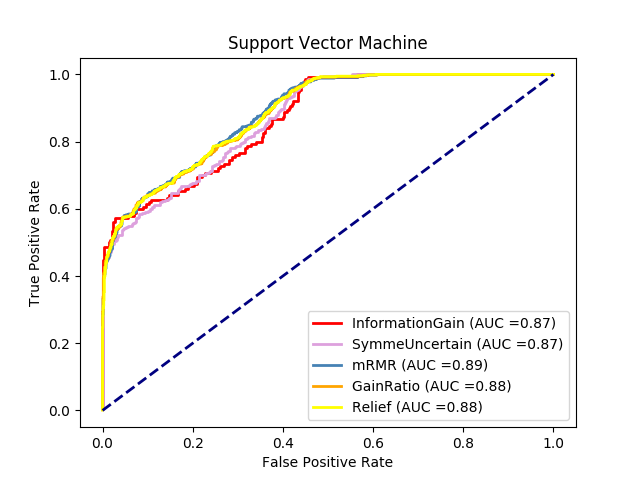 Support Vector Machine
True Positive Rate
1.0
0.8
0.6
0.4
0.2
0.0
InformationGain (AUC =0.87)
SymmeUncertain (AUC =0.87)
mRMR (AUC =0.89)
GainRatio (AUC =0.88)
Relief (AUC =0.88)
0.0 0.2 0.4 0.6 0.8 1.0
False Positive Rate